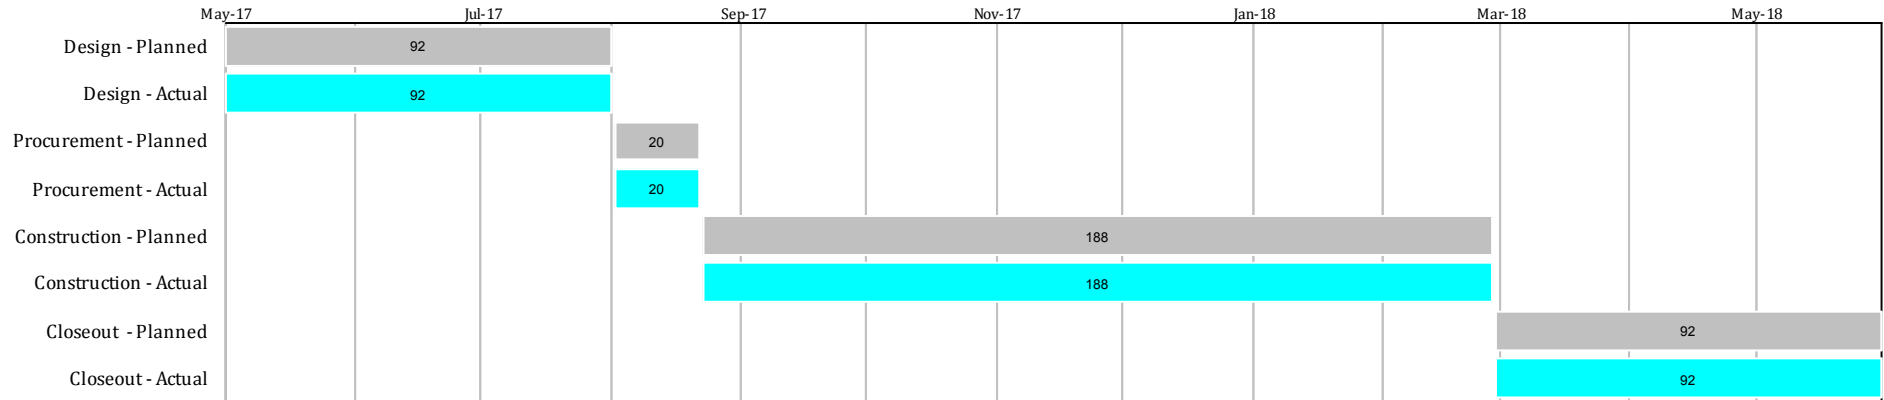 May-17 Jul-17 Sep-17 Nov-17 Jan-18 Mar-18 May-18
Design - Planned 92
Design - Actual 92
Procurement - Planned 20
Procurement - Actual 20
Construction - Planned 188
Construction - Actual 188
Closeout - Planned 92
Closeout - Actual 92